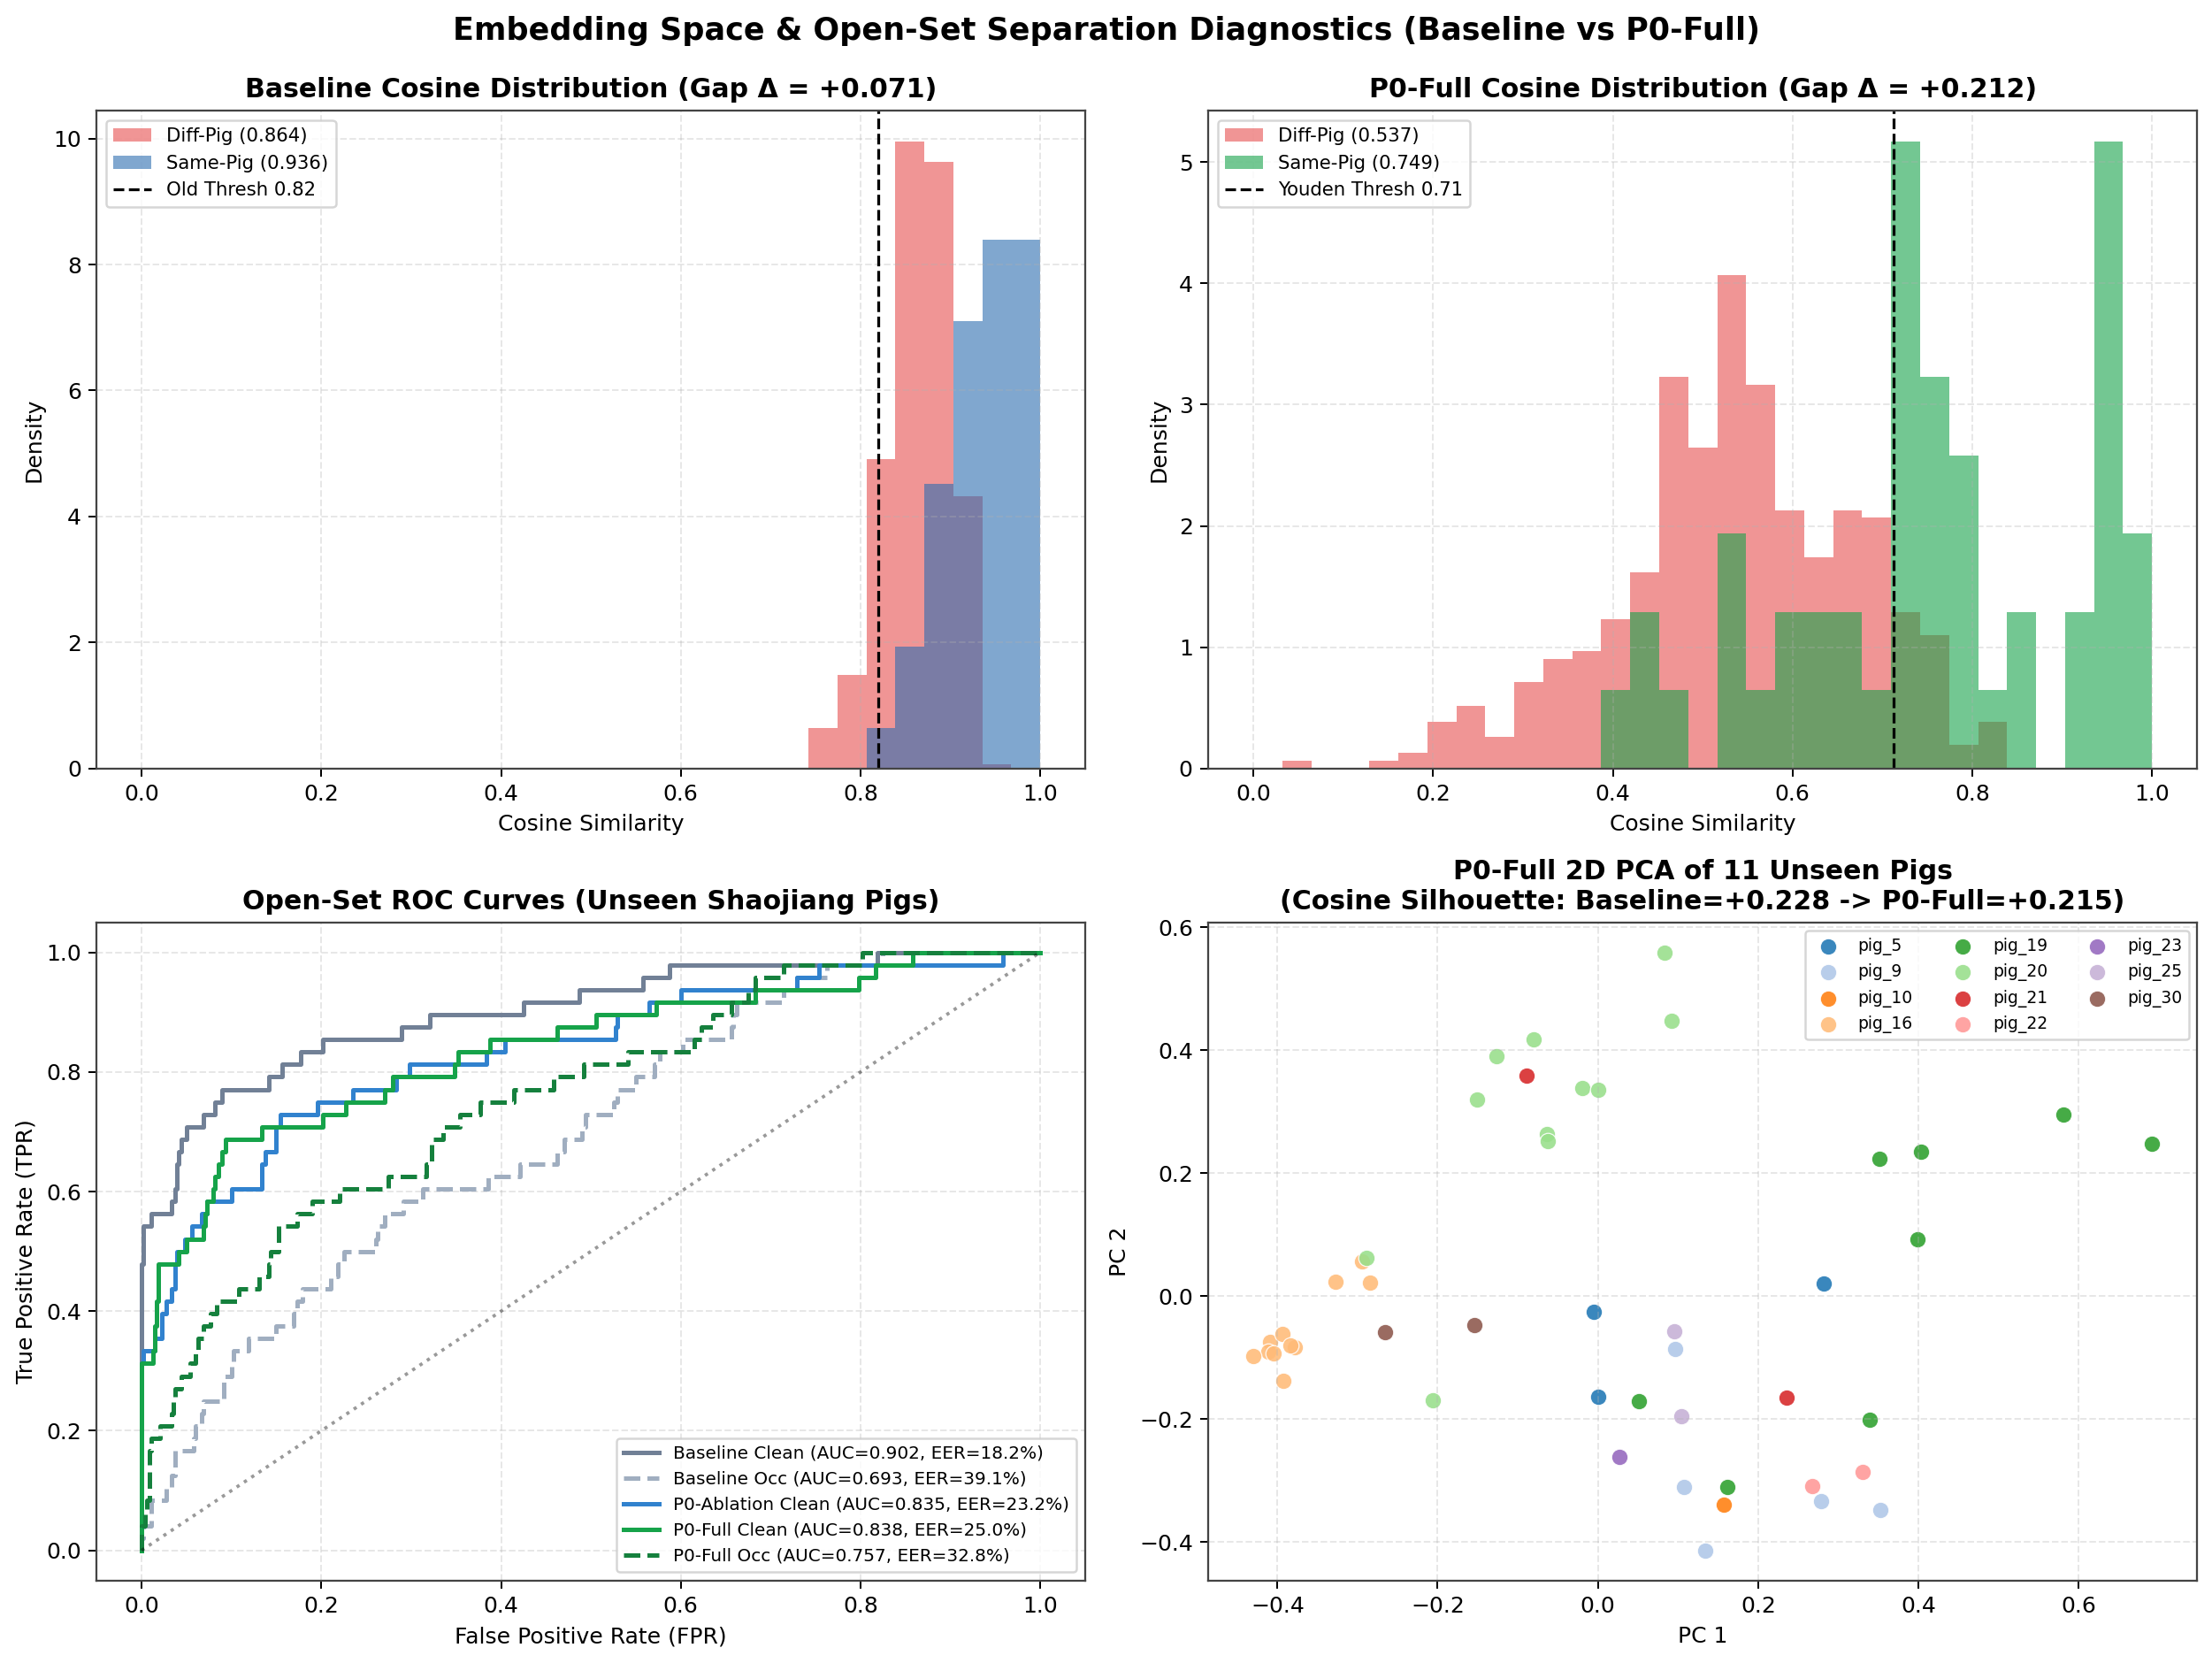 Embedding Space & Open-Set Separation Diagnostics (Baseline vs P0-Full)
Baseline Cosine Distribution (Gap Δ = +0.071)
Diff-Pig (0.864)
Same-Pig (0.936)
Old Thresh 0.82
Density
10
8
6
4
2
0
0.0 0.2 0.4 0.6 0.8 1.0
Cosine Similarity
P0-Full Cosine Distribution (Gap Δ = +0.212)
Diff-Pig (0.537)
Same-Pig (0.749)
Youden Thresh 0.71
Density
5
4
3
2
1
0
0.0 0.2 0.4 0.6 0.8 1.0
Cosine Similarity
Open-Set ROC Curves (Unseen Shaojiang Pigs)
True Positive Rate (TPR)
1.0
0.8
0.6
0.4
0.2
0.0
Baseline Clean (AUC=0.902, EER=18.2%)
Baseline Occ (AUC=0.693, EER=39.1%)
P0-Ablation Clean (AUC=0.835, EER=23.2%)
P0-Full Clean (AUC=0.838, EER=25.0%)
P0-Full Occ (AUC=0.757, EER=32.8%)
0.0 0.2 0.4 0.6 0.8 1.0
False Positive Rate (FPR)
P0-Full 2D PCA of 11 Unseen Pigs
(Cosine Silhouette: Baseline=+0.228 -> P0-Full=+0.215)
pig_5 pig_19 pig_23
pig_9 pig_20 pig_25
pig_10 pig_21 pig_30
pig_16 pig_22
PC 2
0.6
0.4
0.2
0.0
−0.2
−0.4
−0.4 −0.2 0.0 0.2 0.4 0.6
PC 1